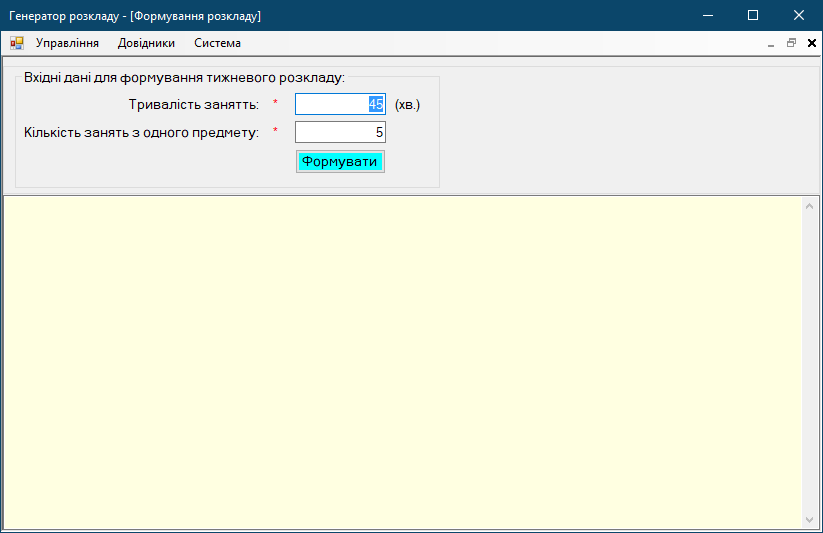 Генератор розкладу - [Формування розкладу]
Управління Довідники Система
Вхідні дані для формування тижневого розкладу:
Тривалість занятть: * 45 (хв.)
Кількість занять з одного предмету: * 5
Формувати